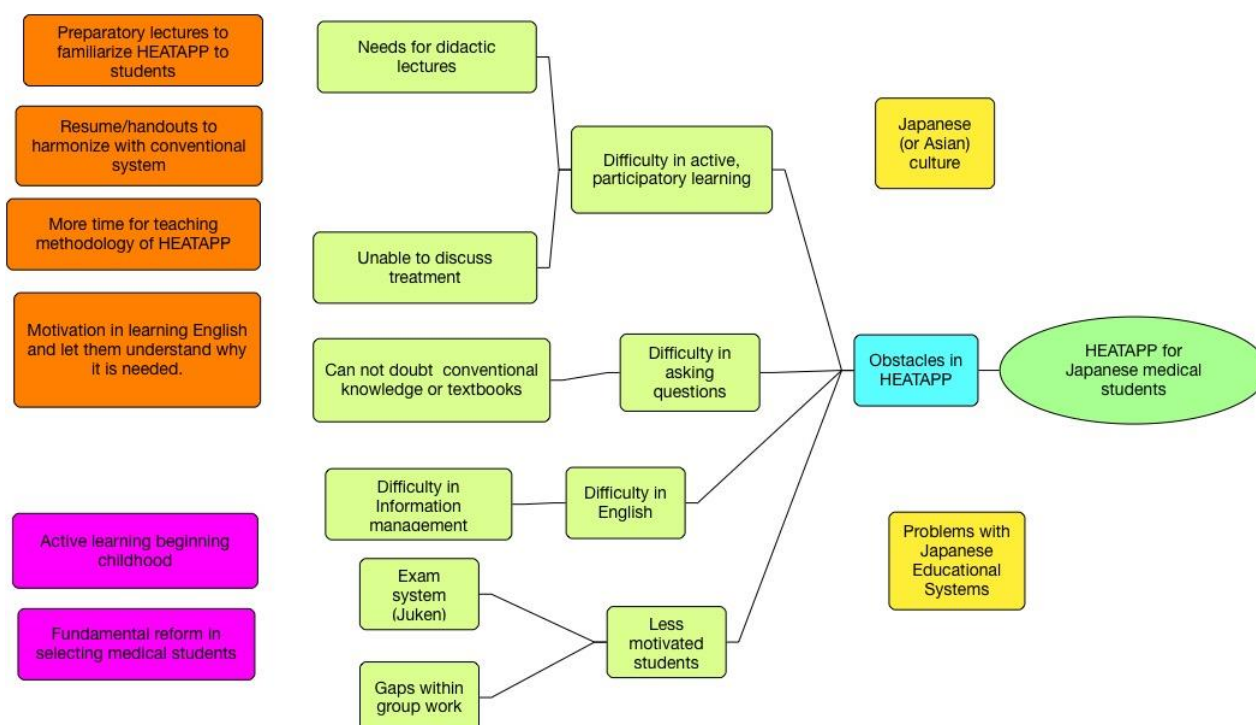 Preparatory lectures to
familiarize HEATAPP to
students
Resume/handouts to
harmonize with conventional
system
More time for teaching
methodology of HEATAPP
Motivation in learning English
and let them understand why
it is needed.
Active learning beginning
childhood
Fundamental reform in
selecting medical students
Needs for didactic
lectures
Unable to discuss
treatment
Can not doubt conventional
knowledge or textbooks
Difficulty in
Information
management
Exam
system
(Juken)
Gaps within
group work
Difficulty in active,
participatory learning
Difficulty in
asking
questions
Difficulty in
English
Less
motivated
students
Japanese
(or Asian)
culture
Obstacles in
HEATAPP
Problems with
Japanese
Educational
Systems
HEATAPP for
Japanese medical
students